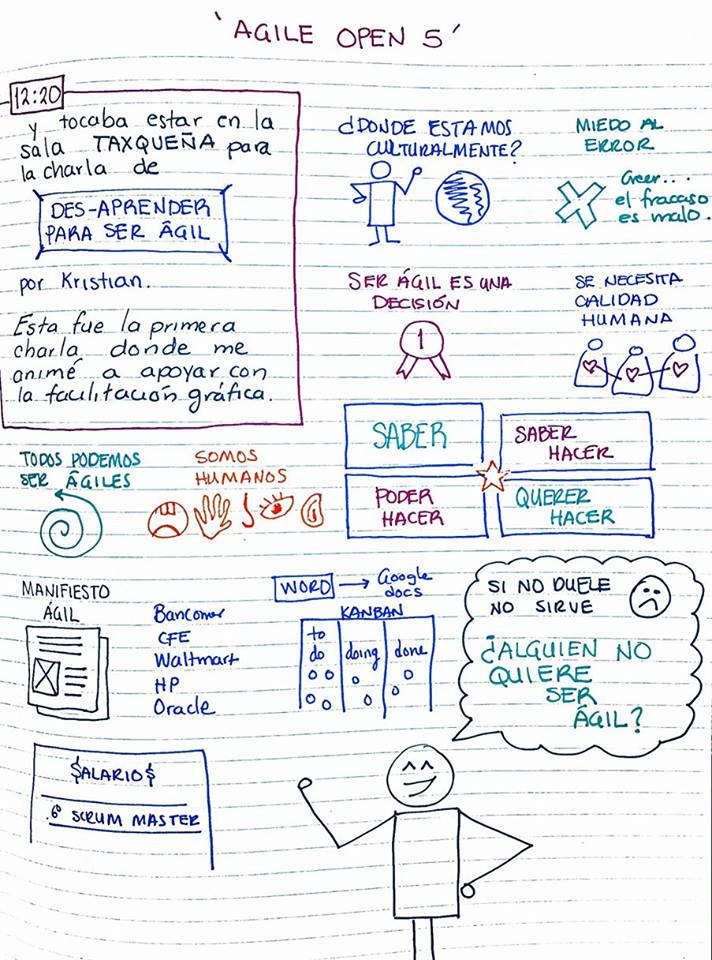 'AGILE OPEN 5'
12:20
y tocaba estar en la
sala TAXQUEÑA para
la charla de
DES-APRENDER
PARA SER ÁGIL
por Kristian.
Esta fue la primera
charla donde me
animé a apoyar con
la facilitación gráfica.
¿DONDE ESTAMOS
CULTURALMENTE?
MIEDO AL
ERROR
Creer...
el fracaso
es malo.
SER ÁGIL ES UNA
DECISIÓN
1
SE NECESITA
CALIDAD
HUMANA
SABER
SABER
HACER
PODER
HACER
QUERER
HACER
TODOS PODEMOS
SER ÁGILES
SOMOS
HUMANOS
MANIFIESTO
ÁGIL
Bancomer
CFE
Waltmart
HP
Oracle
WORD → Google
docs
KANBAN
to
do
doing
done
SI NO DUELE
NO SIRVE
¿ALGUIEN NO
QUIERE
SER
ÁGIL?
$ALARIO$
SCRUM MASTER